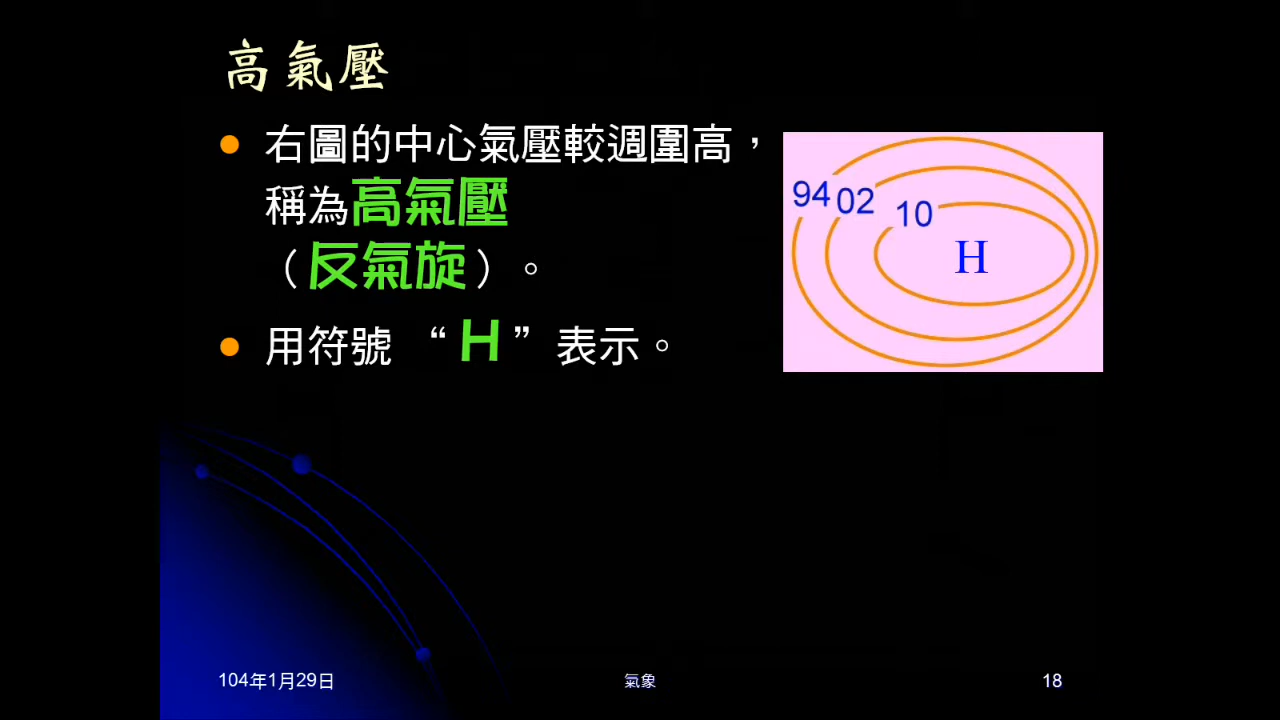 高氣壓
右圖的中心氣壓較週圍高，
稱為高氣壓
（反氣旋）。
用符號 “H” 表示。
94 02 10
H
104年1月29日 氣象 18